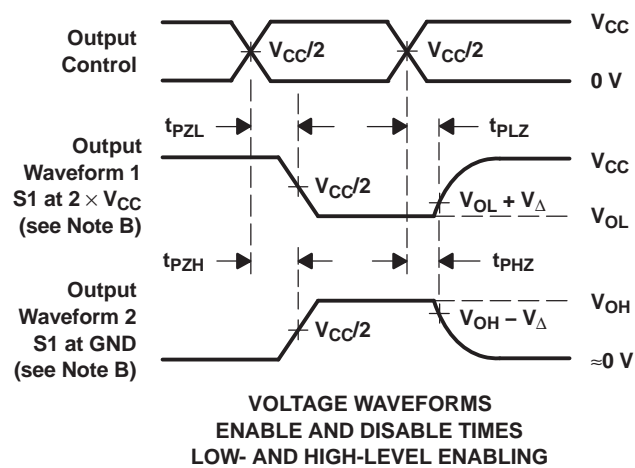 Output
Control
V_CC/2
V_CC/2
V_CC
0 V
t_PZL
t_PLZ
Output
Waveform 1
S1 at 2 × V_CC
(see Note B)
V_CC/2
V_CC
V_OL + V_Δ
V_OL
t_PZH
t_PHZ
Output
Waveform 2
S1 at GND
(see Note B)
V_CC/2
V_OH
V_OH – V_Δ
≈0 V
VOLTAGE WAVEFORMS
ENABLE AND DISABLE TIMES
LOW- AND HIGH-LEVEL ENABLING